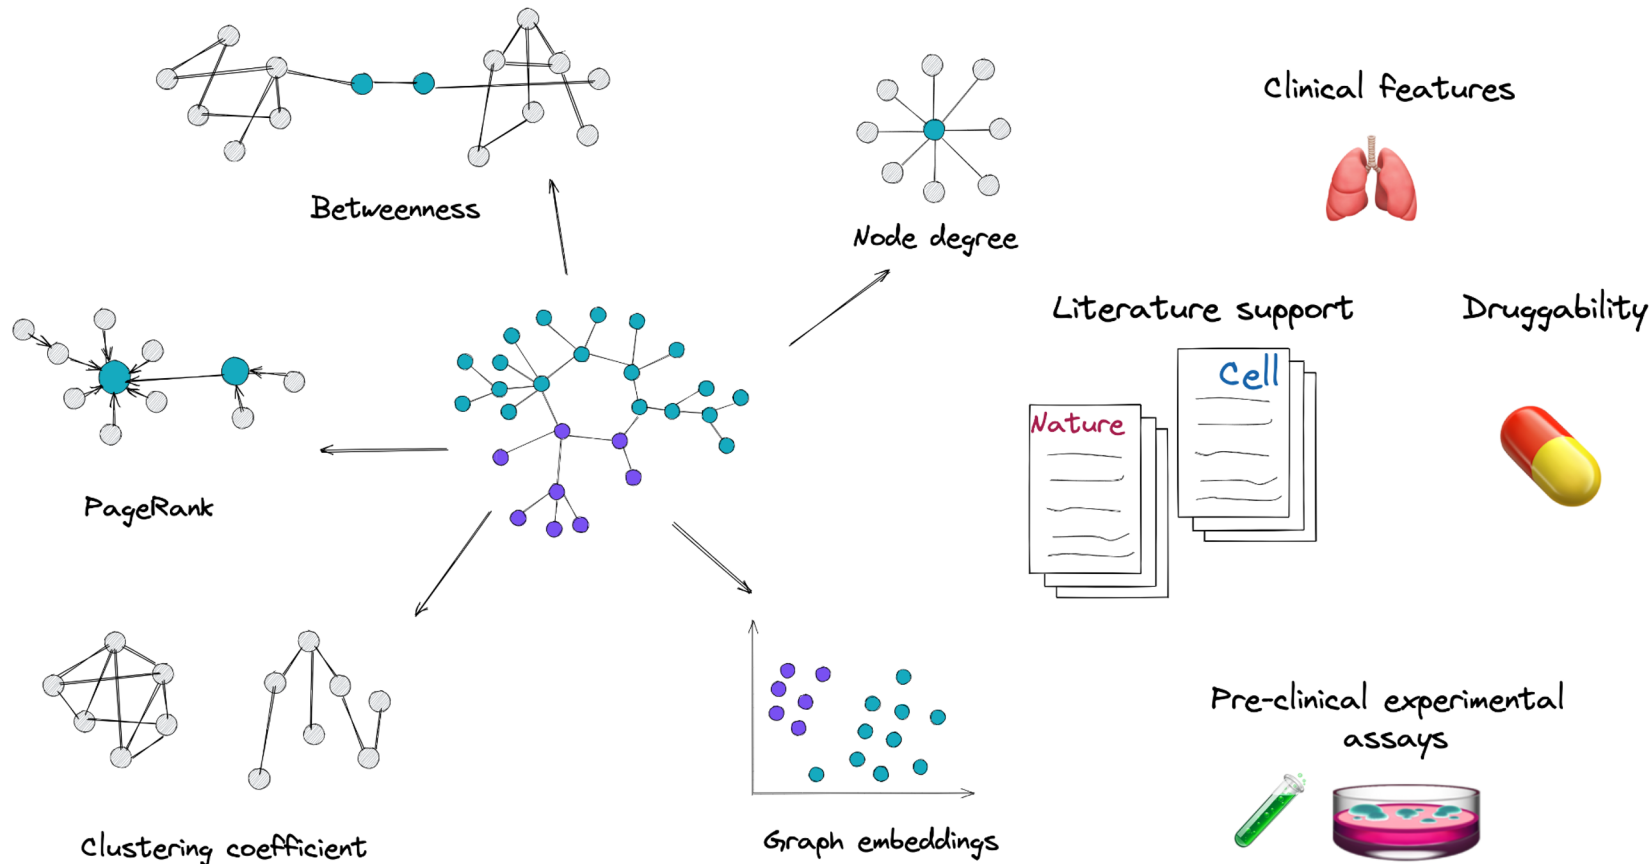 Clinical features
Betweenness
Node degree
Literature support
Druggability
Cell
Nature
PageRank
Pre-clinical experimental
assays
Clustering coefficient
Graph embeddings